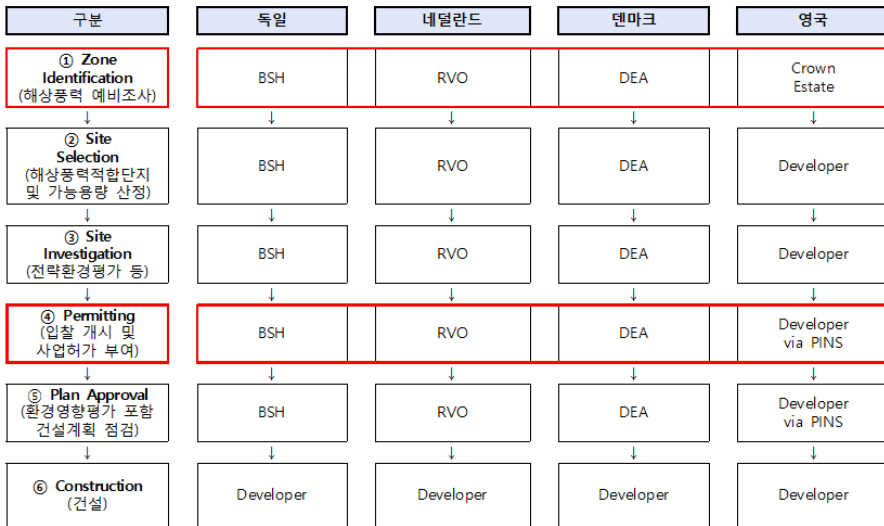 구분 독일 네덜란드 덴마크 영국
① Zone
Identification
(해상풍력 예비조사)
BSH RVO DEA Crown
Estate
↓ ↓ ↓ ↓ ↓
② Site
Selection
(해상풍력적합단지
및 가능용량 산정)
BSH RVO DEA Developer
↓ ↓ ↓ ↓ ↓
③ Site
Investigation
(전략환경평가 등)
BSH RVO DEA Developer
↓ ↓ ↓ ↓ ↓
④ Permitting
(입찰 개시 및
사업허가 부여)
BSH RVO DEA Developer
via PINS
↓ ↓ ↓ ↓ ↓
⑤ Plan Approval
(환경영향평가 포함
건설계획 점검)
BSH RVO DEA Developer
via PINS
↓ ↓ ↓ ↓ ↓
⑥ Construction
(건설)
Developer Developer Developer Developer